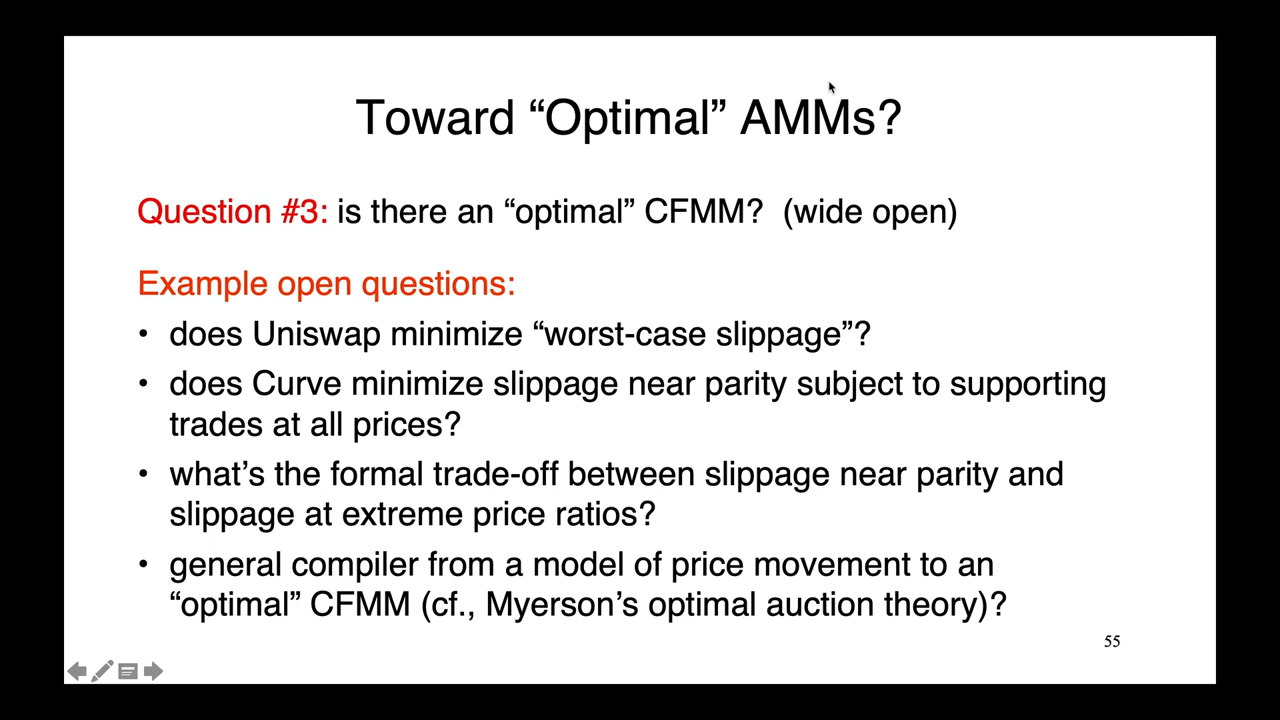 Toward “Optimal” AMMs?
Question #3: is there an “optimal” CFMM?  (wide open)
Example open questions:
• does Uniswap minimize “worst-case slippage”?
• does Curve minimize slippage near parity subject to supporting
trades at all prices?
• what’s the formal trade-off between slippage near parity and
slippage at extreme price ratios?
• general compiler from a model of price movement to an
“optimal” CFMM (cf., Myerson’s optimal auction theory)?
55